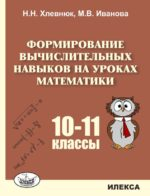 Н.Н. Хлевнюк, М.В. Иванова
ФОРМИРОВАНИЕ
ВЫЧИСЛИТЕЛЬНЫХ
НАВЫКОВ НА УРОКАХ
МАТЕМАТИКИ
10-11
КЛАССЫ
ИЛЕКСА